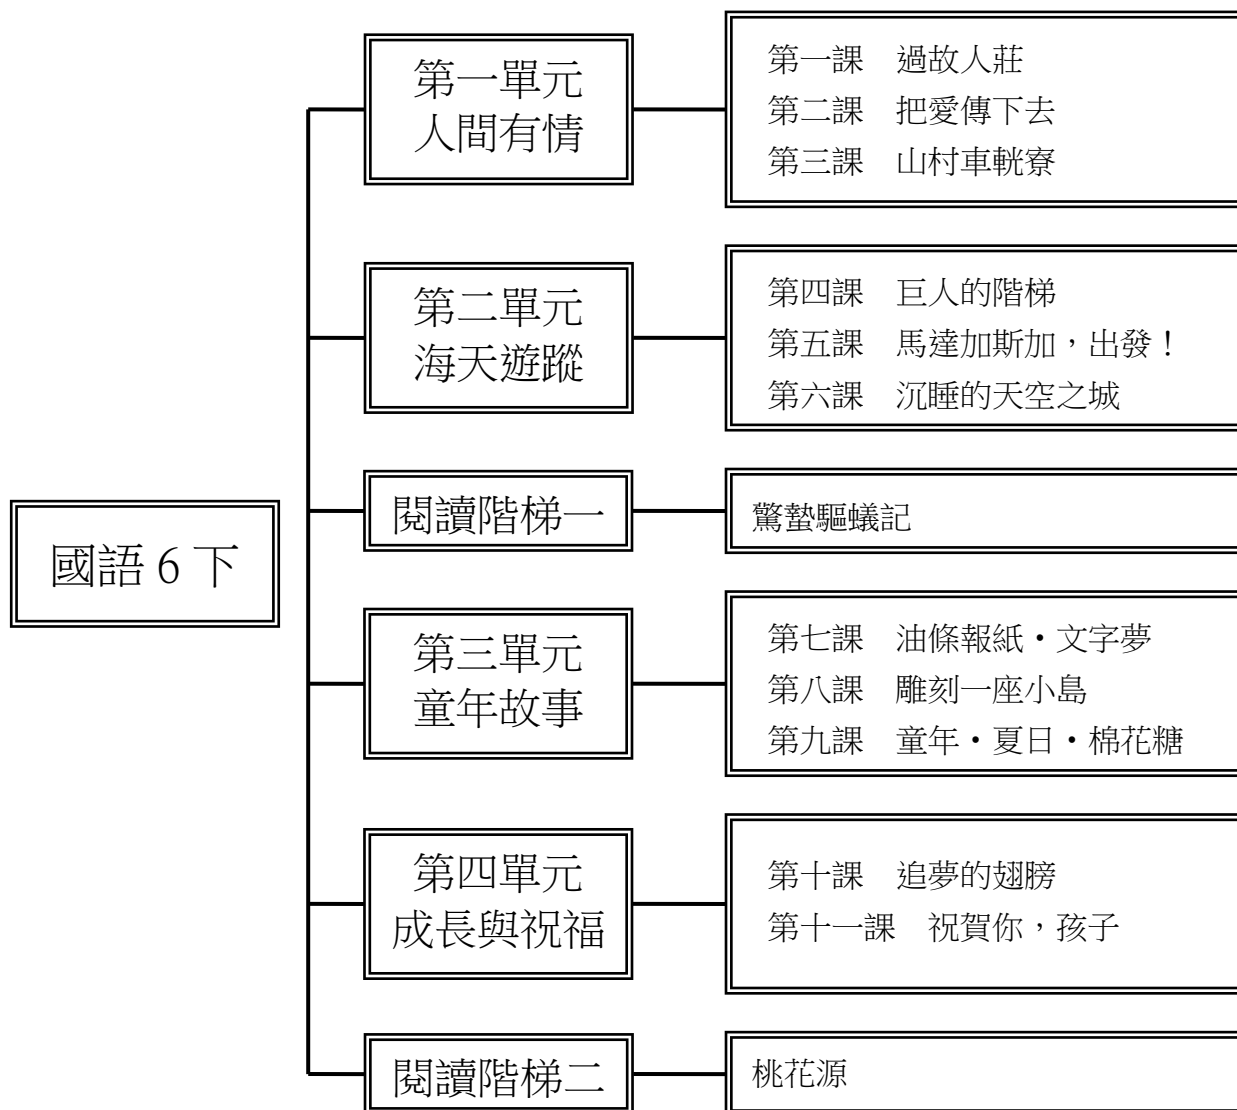 國語 6 下
第一單元
人間有情
第一課　過故人莊
第二課　把愛傳下去
第三課　山村車輄寮
第二單元
海天遊蹤
第四課　巨人的階梯
第五課　馬達加斯加，出發！
第六課　沉睡的天空之城
閱讀階梯一
驚蟄驅蟻記
第三單元
童年故事
第七課　油條報紙・文字夢
第八課　雕刻一座小島
第九課　童年・夏日・棉花糖
第四單元
成長與祝福
第十課　追夢的翅膀
第十一課　祝賀你，孩子
閱讀階梯二
桃花源